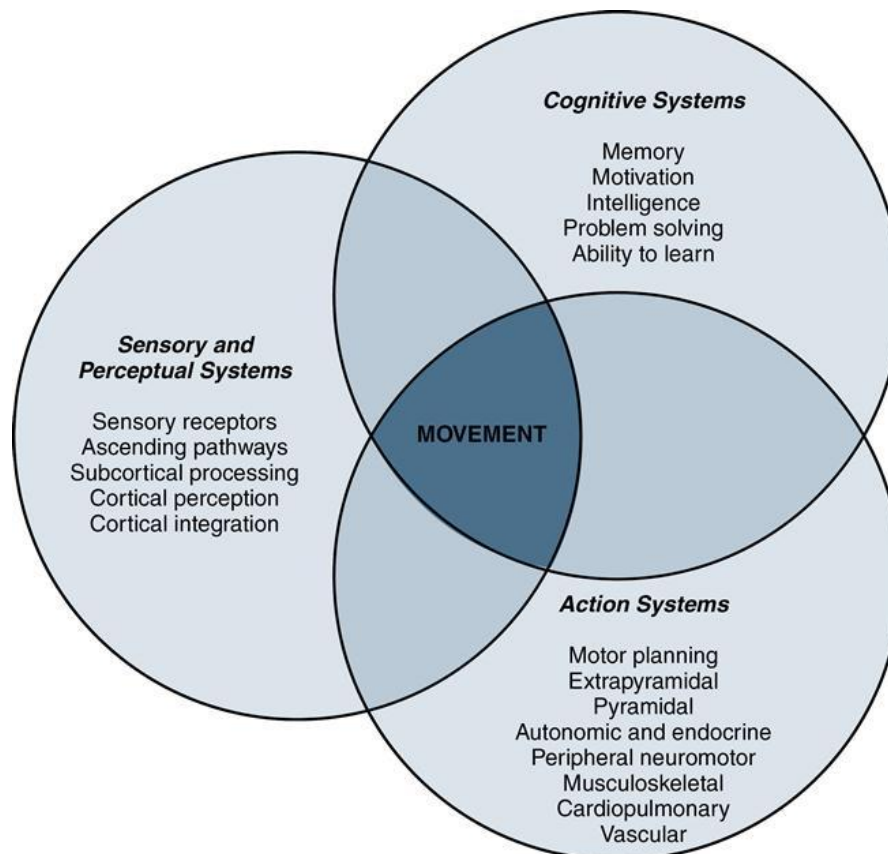 Cognitive Systems
Memory
Motivation
Intelligence
Problem solving
Ability to learn
Sensory and
Perceptual Systems
Sensory receptors
Ascending pathways
Subcortical processing
Cortical perception
Cortical integration
MOVEMENT
Action Systems
Motor planning
Extrapyramidal
Pyramidal
Autonomic and endocrine
Peripheral neuromotor
Musculoskeletal
Cardiopulmonary
Vascular